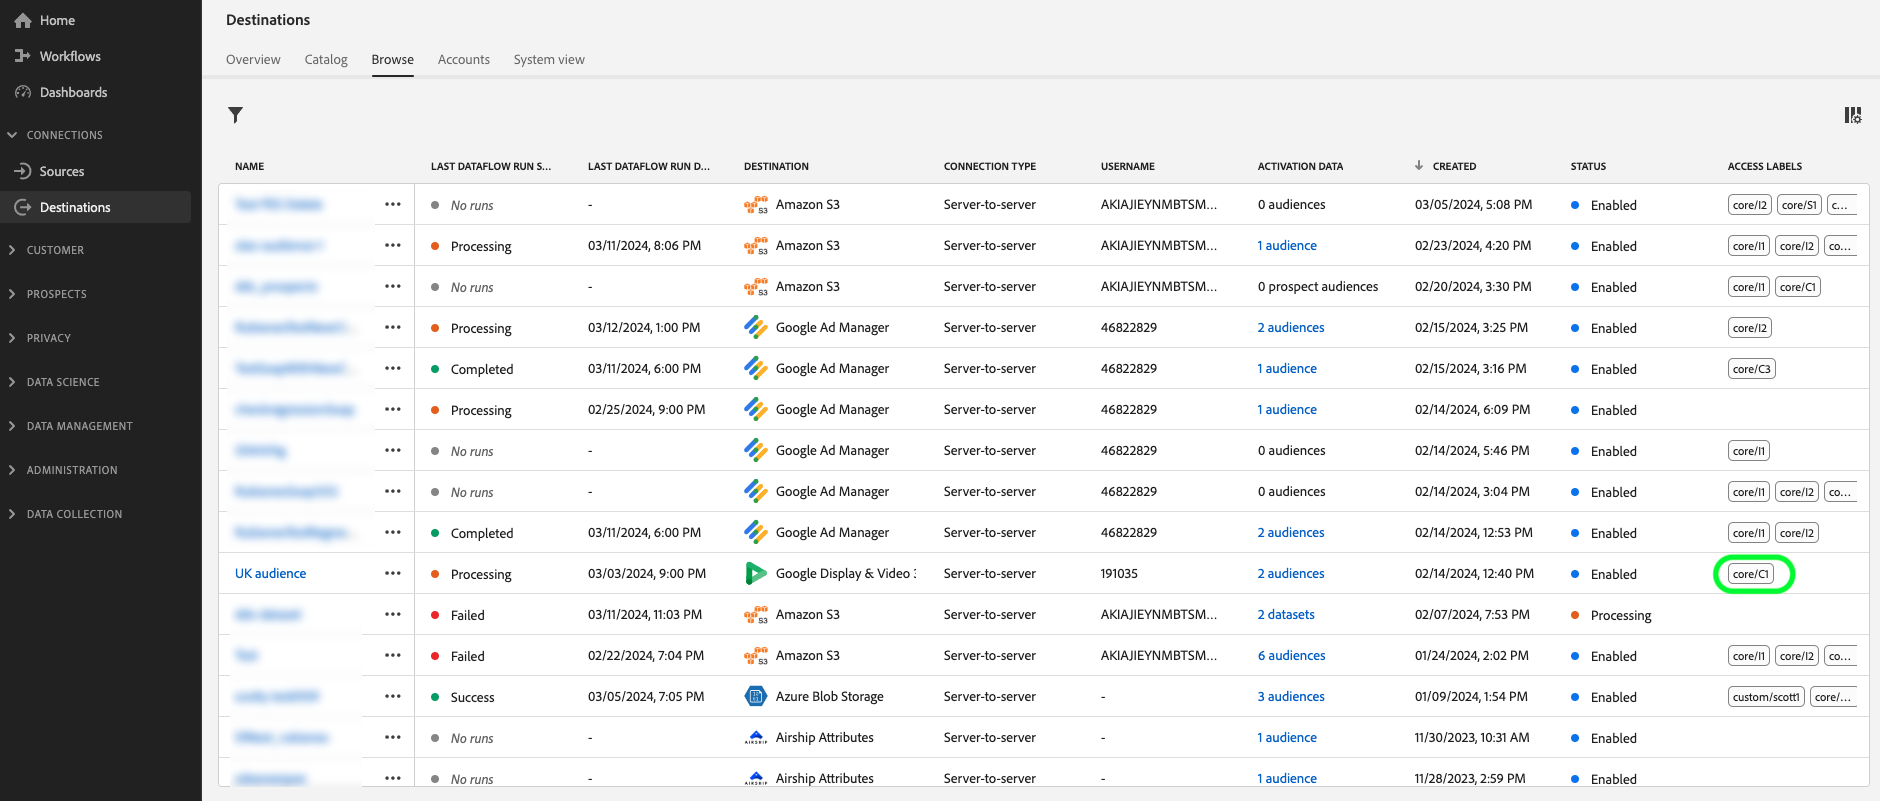 Home
Workflows
Dashboards
CONNECTIONS
Sources
Destinations
CUSTOMER
PROSPECTS
PRIVACY
DATA SCIENCE
DATA MANAGEMENT
ADMINISTRATION
DATA COLLECTION
Destinations
Overview Catalog Browse Accounts System view
NAME LAST DATAFLOW RUN S... LAST DATAFLOW RUN D... DESTINATION CONNECTION TYPE USERNAME ACTIVATION DATA CREATED STATUS ACCESS LABELS
No runs - Amazon S3 Server-to-server AKIAJIEYNMBTSM... 0 audiences 03/05/2024, 5:08 PM Enabled core/I2 core/S1 c...
Processing 03/11/2024, 8:06 PM Amazon S3 Server-to-server AKIAJIEYNMBTSM... 1 audience 02/23/2024, 4:20 PM Enabled core/I1 core/I2 co...
No runs - Amazon S3 Server-to-server AKIAJIEYNMBTSM... 0 prospect audiences 02/20/2024, 3:30 PM Enabled core/I1 core/C1
Processing 03/12/2024, 1:00 PM Google Ad Manager Server-to-server 46822829 2 audiences 02/15/2024, 3:25 PM Enabled core/I2
Completed 03/11/2024, 6:00 PM Google Ad Manager Server-to-server 46822829 1 audience 02/15/2024, 3:16 PM Enabled core/C3
Processing 02/25/2024, 9:00 PM Google Ad Manager Server-to-server 46822829 1 audience 02/14/2024, 6:09 PM Enabled
No runs - Google Ad Manager Server-to-server 46822829 0 audiences 02/14/2024, 5:46 PM Enabled core/I1
No runs - Google Ad Manager Server-to-server 46822829 0 audiences 02/14/2024, 3:04 PM Enabled core/I1 core/I2 co...
Completed 03/11/2024, 6:00 PM Google Ad Manager Server-to-server 46822829 2 audiences 02/14/2024, 12:53 PM Enabled core/I1 core/I2
UK audience Processing 03/03/2024, 9:00 PM Google Display & Video Server-to-server 191035 2 audiences 02/14/2024, 12:40 PM Enabled core/C1
Failed 03/11/2024, 11:03 PM Amazon S3 Server-to-server AKIAJIEYNMBTSM... 2 datasets 02/07/2024, 7:53 PM Processing
Failed 02/22/2024, 7:04 PM Amazon S3 Server-to-server AKIAJIEYNMBTSM... 6 audiences 01/24/2024, 2:02 PM Enabled core/I1 core/I2 co...
Success 03/05/2024, 7:05 PM Azure Blob Storage Server-to-server - 3 audiences 01/09/2024, 1:54 PM Enabled custom/scott1 core/...
No runs - Airship Attributes Server-to-server - 1 audience 11/30/2023, 10:31 AM Enabled
No runs - Airship Attributes Server-to-server - 1 audience 11/28/2023, 2:59 PM Enabled